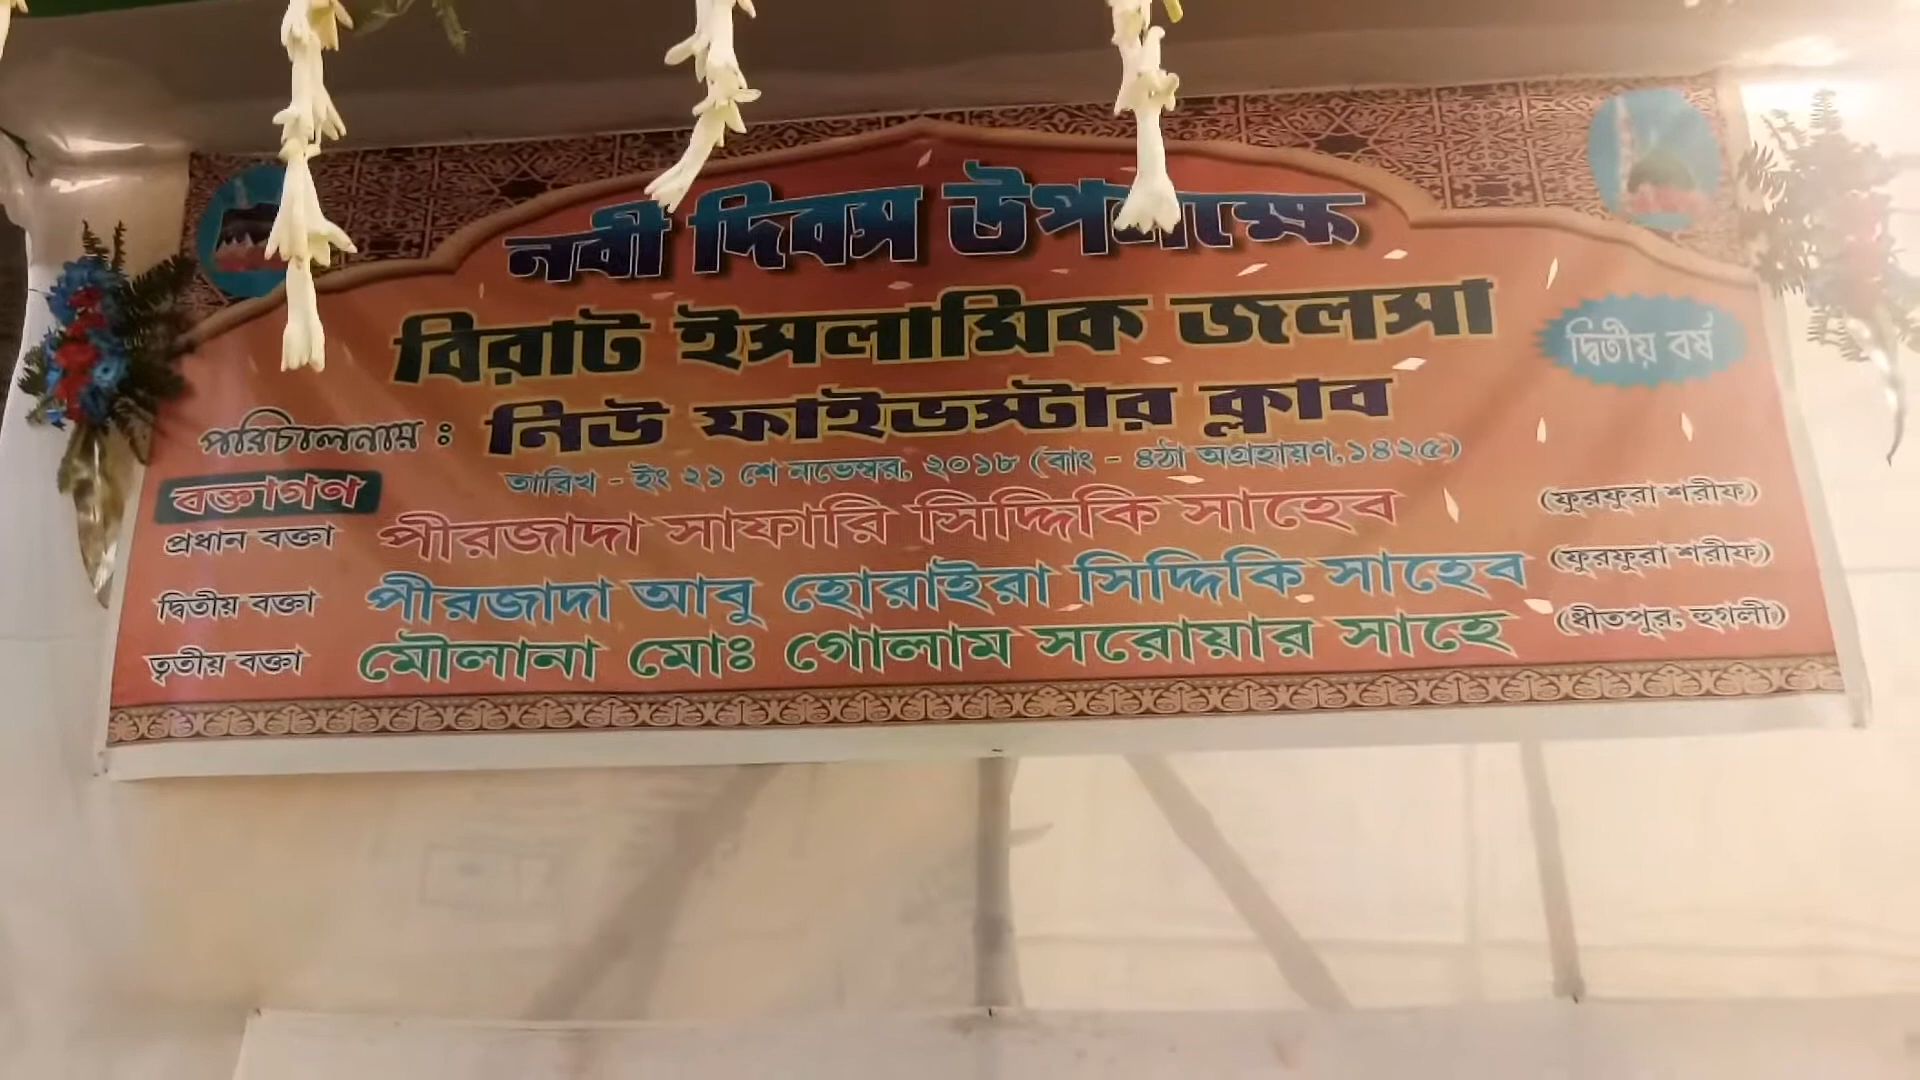 নবী দিবস উপলক্ষে
বিরাট ইসলামিক জলসা
দ্বিতীয় বর্ষ
পরিচালনায় ঃ নিউ ফাইভস্টার ক্লাব
তারিখ - ইং ২১ শে নভেম্বর, ২০১৮ (বাং - ৪ঠা অগ্রহায়ণ,১৪২৫)
বক্তাগণ
প্রধান বক্তা পীরজাদা সাফারি সিদ্দিকি সাহেব (ফুরফুরা শরীফ)
দ্বিতীয় বক্তা পীরজাদা আবু হোরাইরা সিদ্দিকি সাহেব (ফুরফুরা শরীফ)
তৃতীয় বক্তা মৌলানা মোঃ গোলাম সরোয়ার সাহে (ধীতপুর, হুগলী)